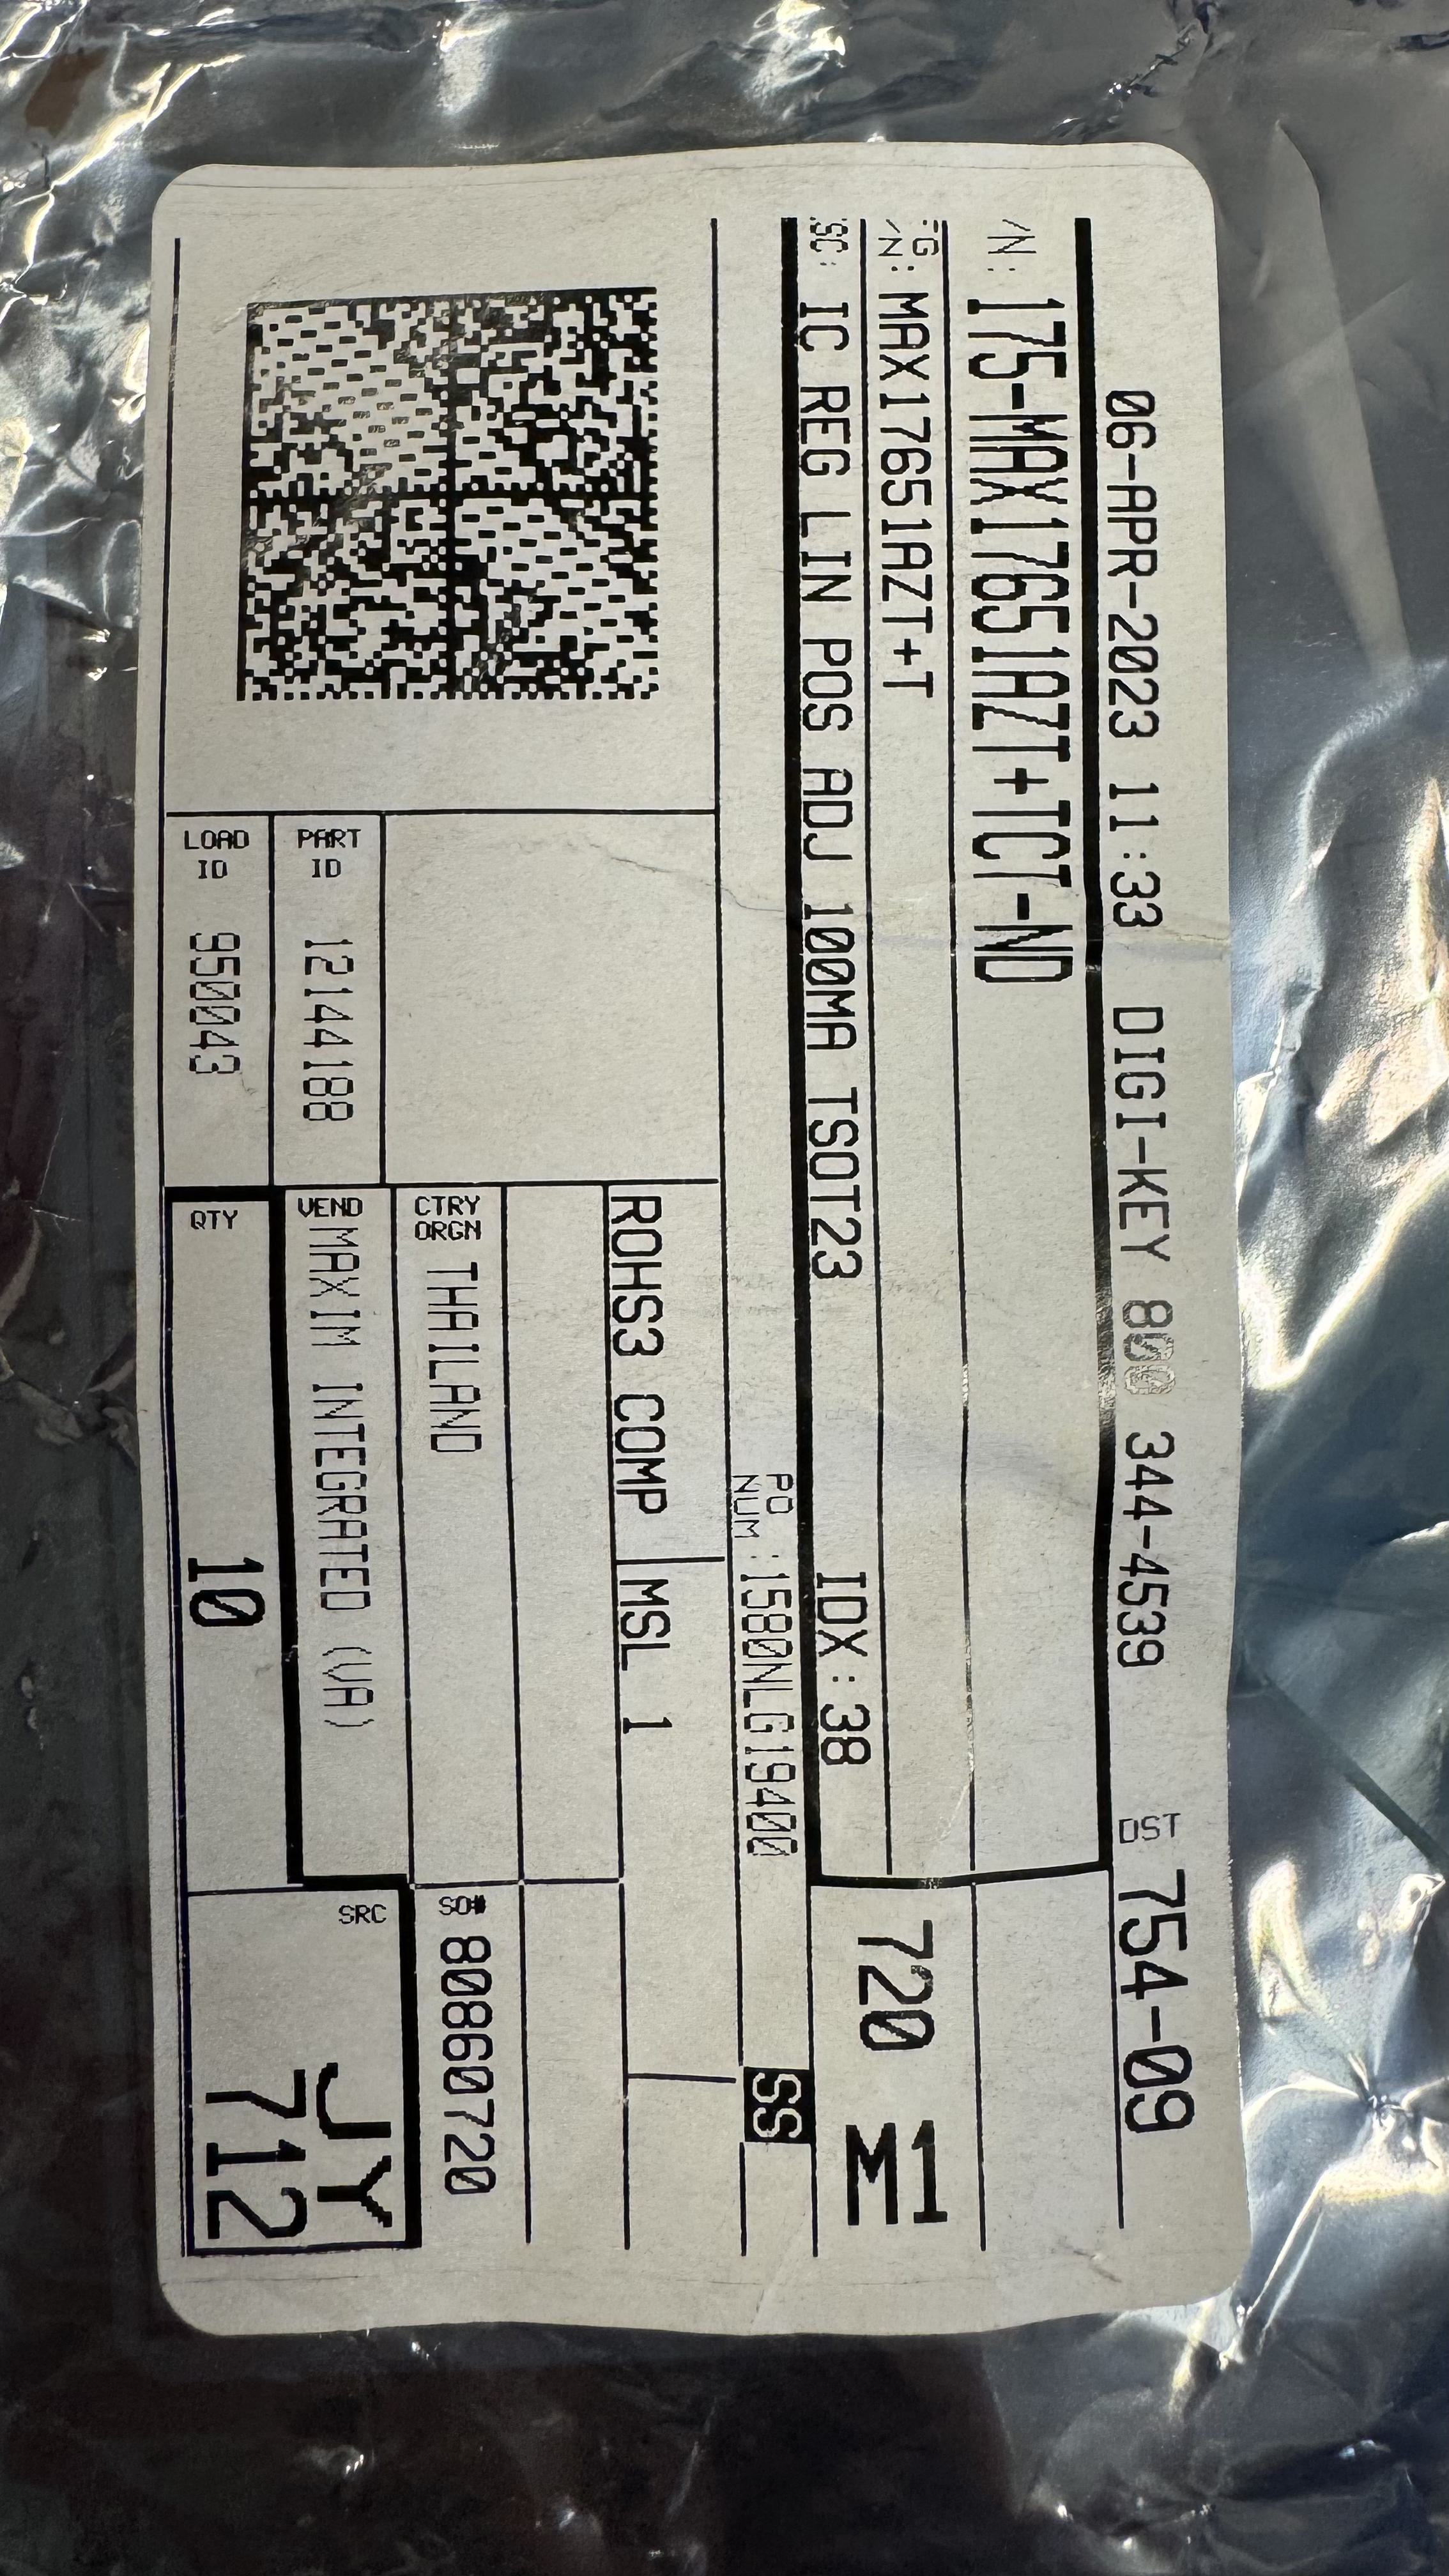 06-APR-2023 11:33 DIGI-KEY 800 344-4539 DST 754-09
/N: 175-MAX17651AZT+TCT-ND
FG
/N: MAX17651AZT+T
720 M1
SC: IC REG LIN POS ADJ 100MA TSOT23 IDX:38
PO
NUM :1580NLG19400 SS
ROHS3 COMP MSL 1
CTRY
ORGN THAILAND
SO# 80860720
PART
ID 12144188
VEND MAXIM INTEGRATED (VA)
LOAD
ID 950043
QTY 10
SRC JY
712